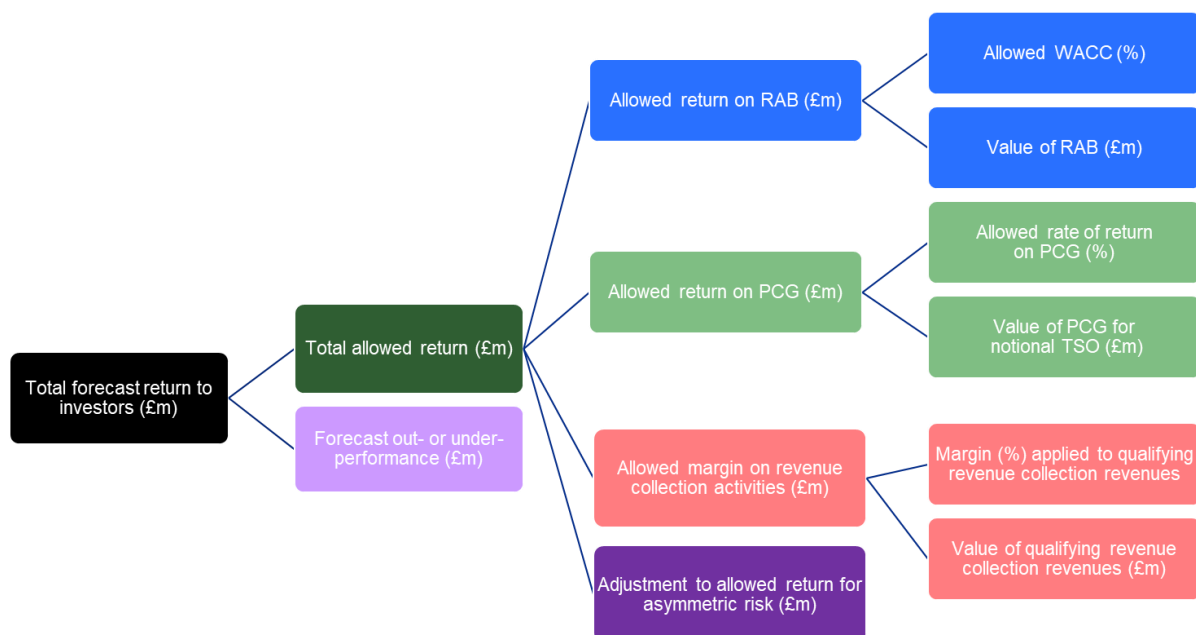 Total forecast return to
investors (£m)
Total allowed return (£m)
Forecast out- or under-
performance (£m)
Allowed return on RAB (£m)
Allowed WACC (%)
Value of RAB (£m)
Allowed return on PCG (£m)
Allowed rate of return
on PCG (%)
Value of PCG for
notional TSO (£m)
Allowed margin on revenue
collection activities (£m)
Margin (%) applied to qualifying
revenue collection revenues
Value of qualifying revenue
collection revenues (£m)
Adjustment to allowed return for
asymmetric risk (£m)